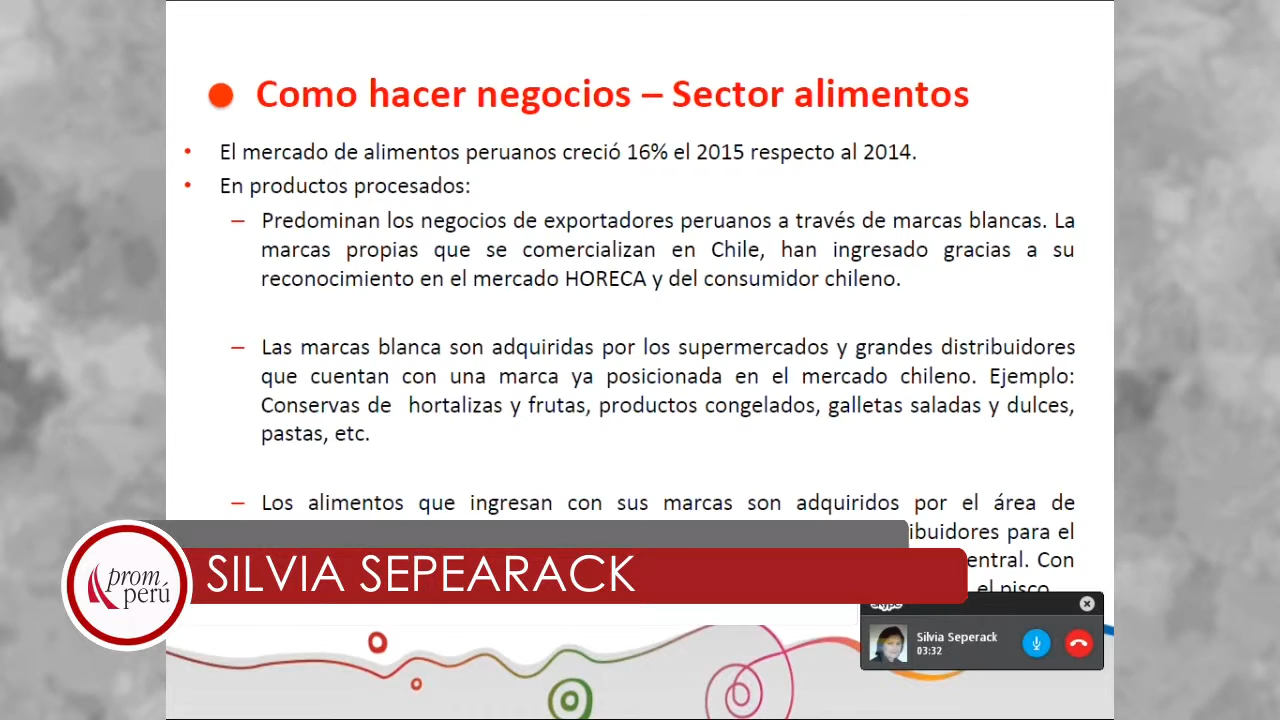 Como hacer negocios – Sector alimentos
• El mercado de alimentos peruanos creció 16% el 2015 respecto al 2014.
• En productos procesados:
– Predominan los negocios de exportadores peruanos a través de marcas blancas. La
marcas propias que se comercializan en Chile, han ingresado gracias a su
reconocimiento en el mercado HORECA y del consumidor chileno.
– Las marcas blanca son adquiridas por los supermercados y grandes distribuidores
que cuentan con una marca ya posicionada en el mercado chileno. Ejemplo:
Conservas de hortalizas y frutas, productos congelados, galletas saladas y dulces,
pastas, etc.
– Los alimentos que ingresan con sus marcas son adquiridos por el área de
ibuidores para el
entral. Con
el pisco
prom
perú
SILVIA SEPEARACK
Silvia Seperack
03:32